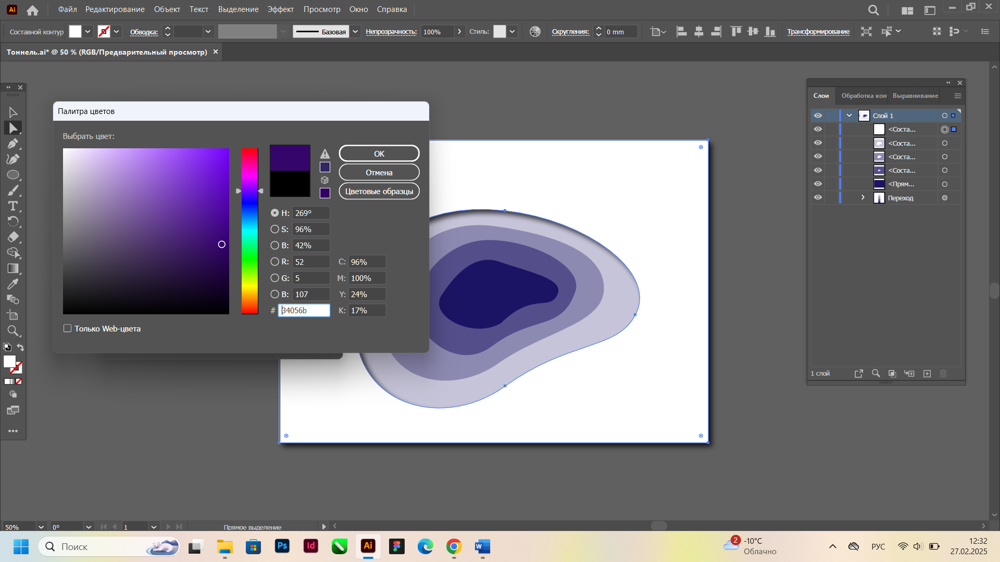 Ai Файл Редактирование Объект Текст Выделение Эффект Просмотр Окно Справка
Составной контур Обводка: Базовая Непрозрачность: 100% Стиль: Скругления: 0 mm Трансформирование
Тоннель.ai* @ 50 % (RGB/Предварительный просмотр)
Палитра цветов
Выбрать цвет:
OK
Отмена
Цветовые образцы
H: 269°
S: 96%
B: 42%
R: 52 C: 96%
G: 5 M: 100%
B: 107 Y: 24%
# 34056b K: 17%
Только Web-цвета
Слои Обработка кон Выравнивание
Слой 1
<Соста...
<Соста...
<Соста...
<Соста...
<Прям...
Переход
1 слой
50% 0° 1 Прямое выделение
Поиск
Ps Id Ai W
2 -10°C
Облачно
РУС
12:32
27.02.2025